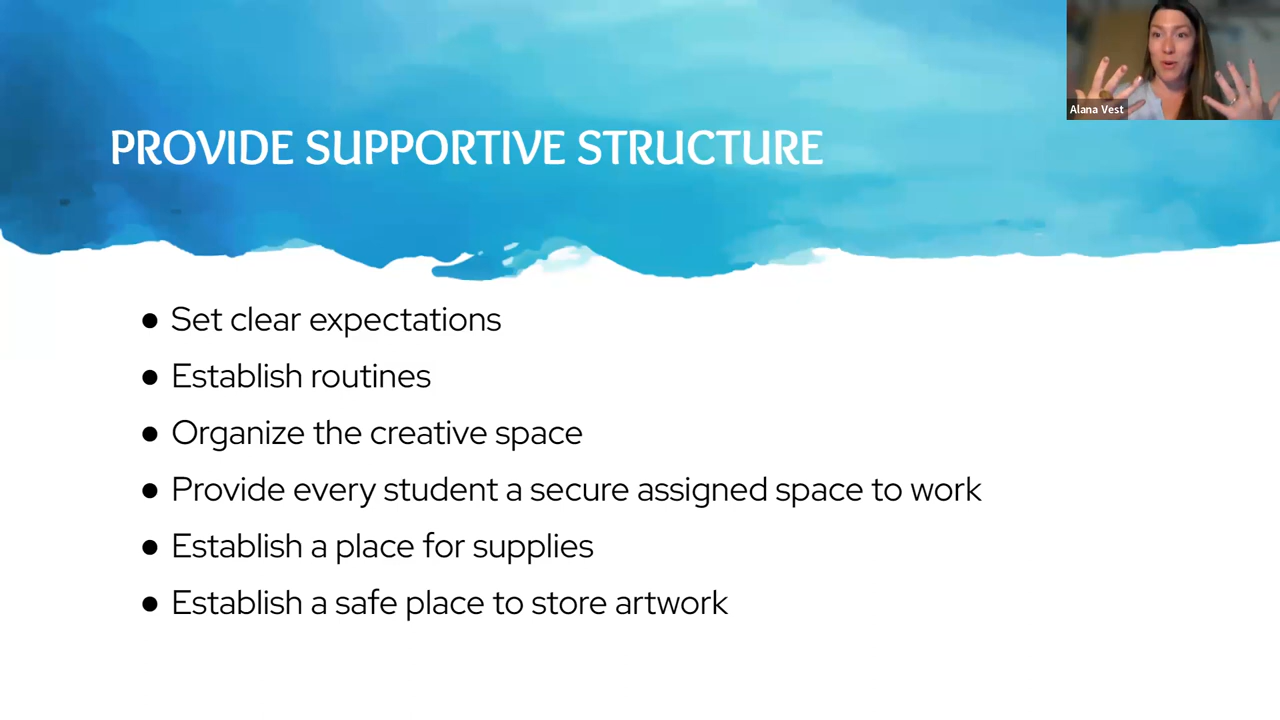 PROVIDE SUPPORTIVE STRUCTURE
Alana Vest
● Set clear expectations
● Establish routines
● Organize the creative space
● Provide every student a secure assigned space to work
● Establish a place for supplies
● Establish a safe place to store artwork